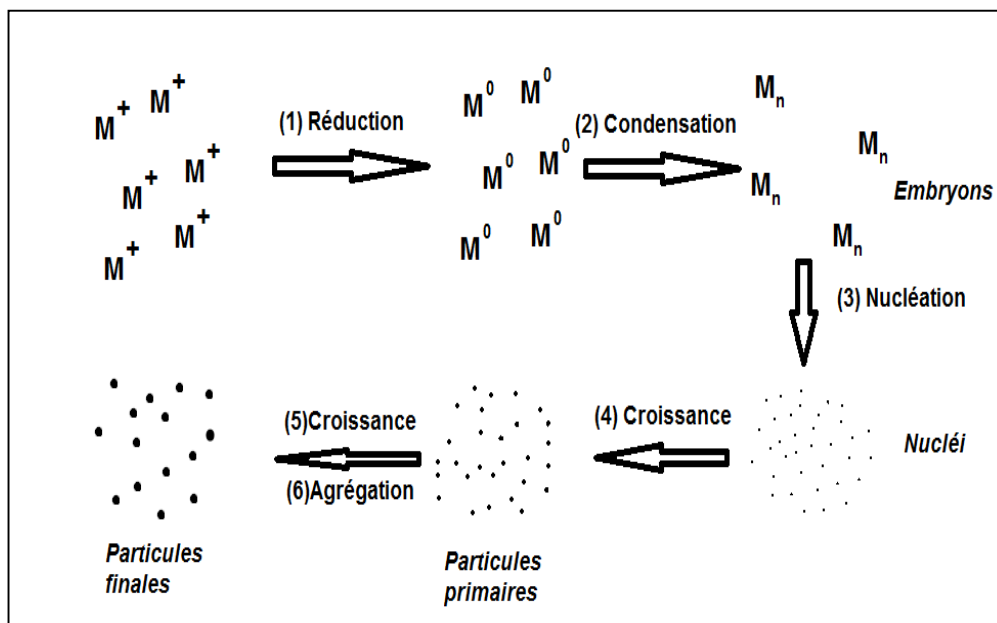 M+
M+
M+
M+
M+
M+
(1) Réduction
M0
M0
M0
M0
M0
M0
(2) Condensation
Mn
Mn
Mn
Mn
Embryons
(3) Nucléation
Nucléi
(4) Croissance
Particules
primaires
(5)Croissance
(6)Agrégation
Particules
finales